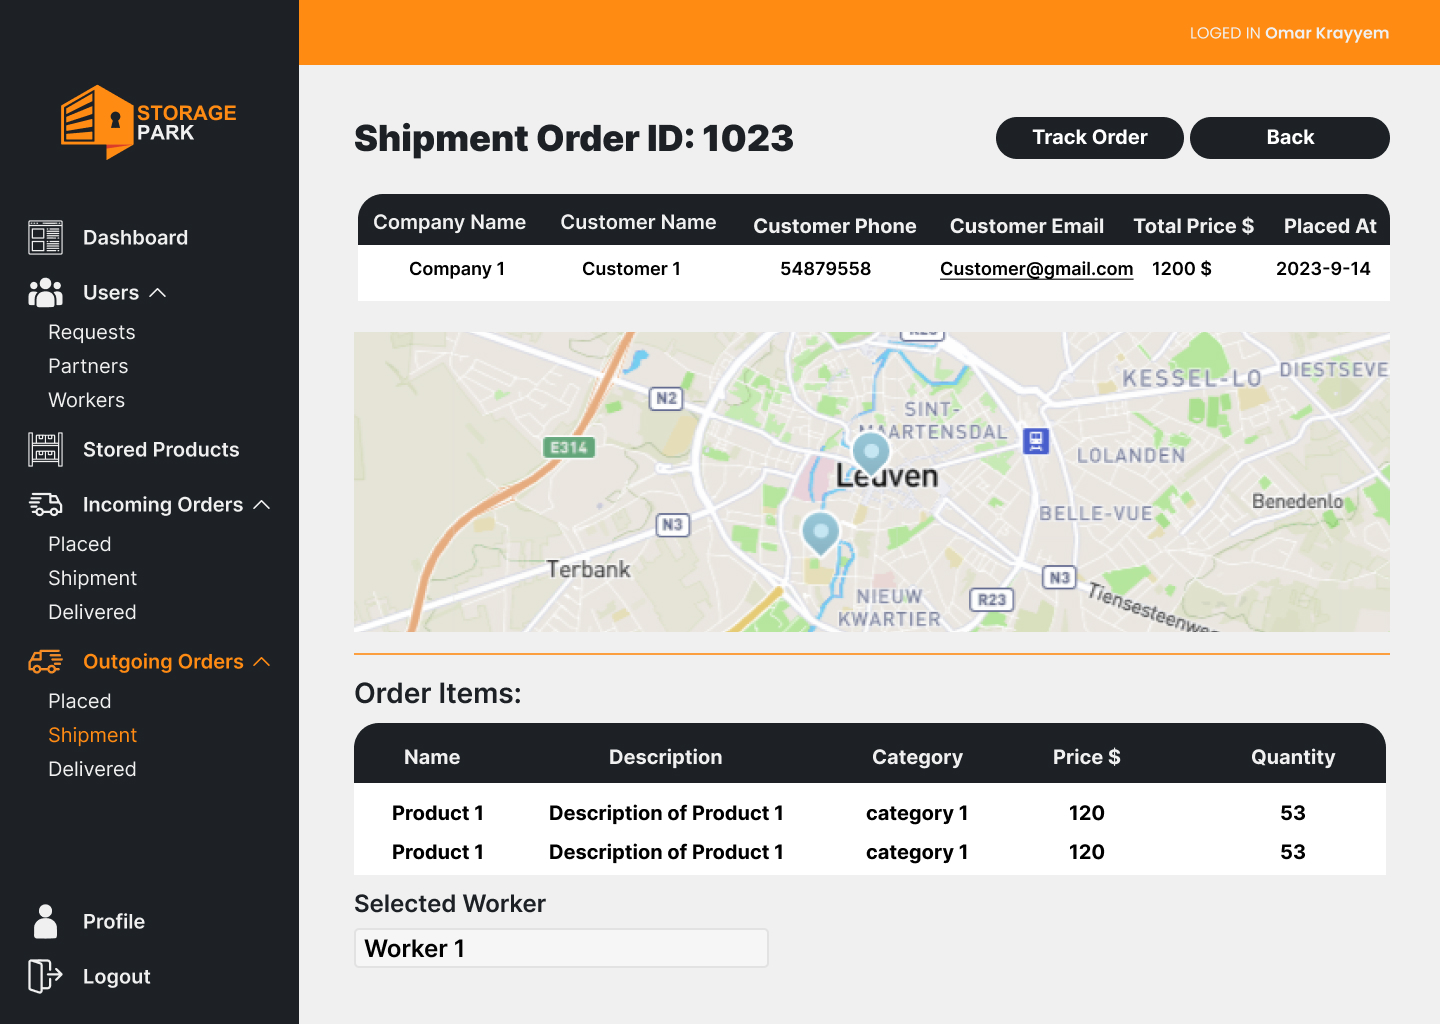 LOGED IN Omar Krayyem
STORAGE
PARK
Dashboard
Users
Requests
Partners
Workers
Stored Products
Incoming Orders
Placed
Shipment
Delivered
Outgoing Orders
Placed
Shipment
Delivered
Profile
Logout
Shipment Order ID: 1023
Track Order Back
Company Name Customer Name Customer Phone Customer Email Total Price $ Placed At
Company 1 Customer 1 54879558 Customer@gmail.com 1200 $ 2023-9-14
KESSEL-LO
DIESTSEVE
N2
SINT-
MAARTENSDAL
E314
LOLANDEN
Leuven
Benedenlo
BELLE-VUE
N3
Terbank
N3
NIEUW
KWARTIER
R23
Tiensesteenwe
Order Items:
Name Description Category Price $ Quantity
Product 1 Description of Product 1 category 1 120 53
Product 1 Description of Product 1 category 1 120 53
Selected Worker
Worker 1